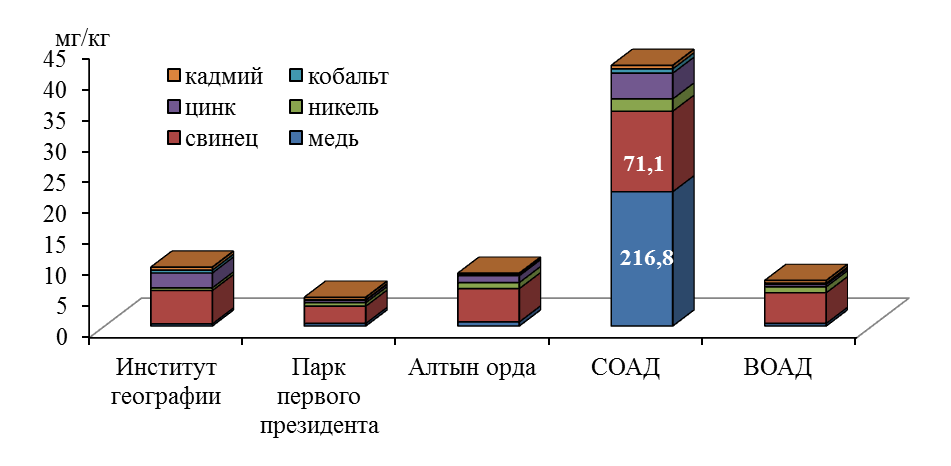 мг/кг
45
40
35
30
25
20
15
10
5
0
кадмий
кобальт
цинк
никель
свинец
медь
71,1
216,8
Институт
географии
Парк
первого
президента
Алтын орда
СОАД
ВОАД